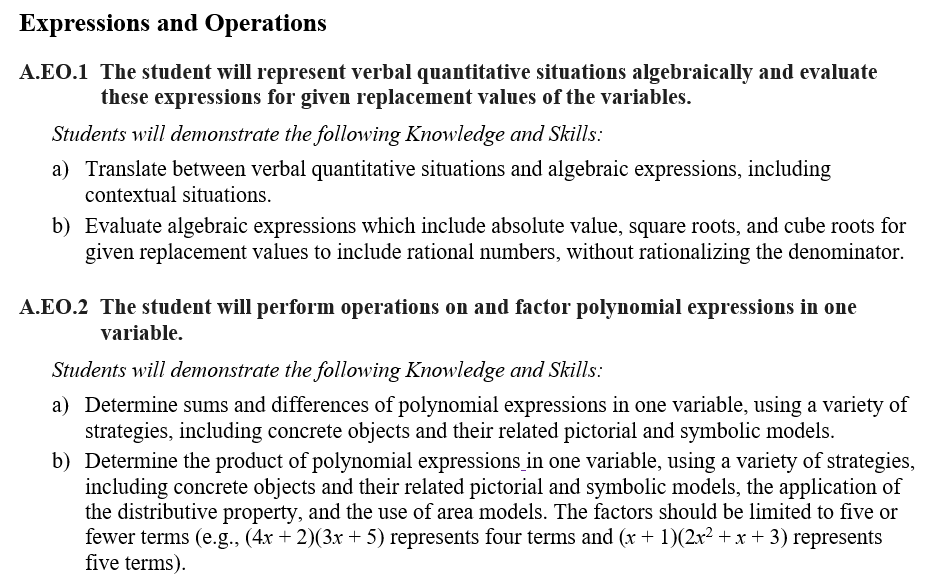 Expressions and Operations
A.EO.1 The student will represent verbal quantitative situations algebraically and evaluate
these expressions for given replacement values of the variables.
Students will demonstrate the following Knowledge and Skills:
a) Translate between verbal quantitative situations and algebraic expressions, including
contextual situations.
b) Evaluate algebraic expressions which include absolute value, square roots, and cube roots for
given replacement values to include rational numbers, without rationalizing the denominator.
A.EO.2 The student will perform operations on and factor polynomial expressions in one
variable.
Students will demonstrate the following Knowledge and Skills:
a) Determine sums and differences of polynomial expressions in one variable, using a variety of
strategies, including concrete objects and their related pictorial and symbolic models.
b) Determine the product of polynomial expressions in one variable, using a variety of strategies,
including concrete objects and their related pictorial and symbolic models, the application of
the distributive property, and the use of area models. The factors should be limited to five or
fewer terms (e.g., (4x + 2)(3x + 5) represents four terms and (x + 1)(2x² + x + 3) represents
five terms).